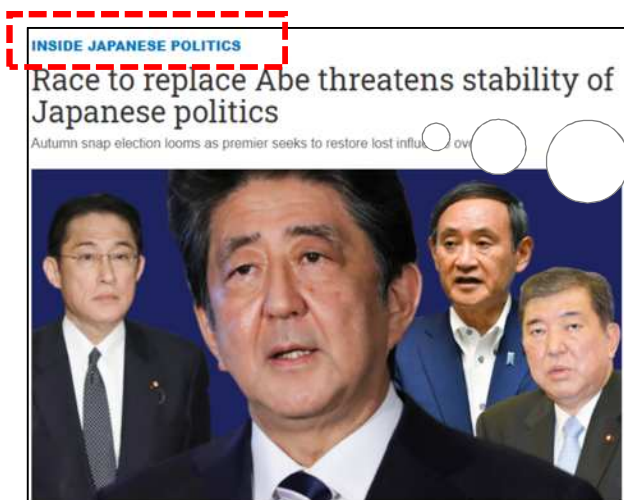 INSIDE JAPANESE POLITICS
Race to replace Abe threatens stability of
Japanese politics
Autumn snap election looms as premier seeks to restore lost